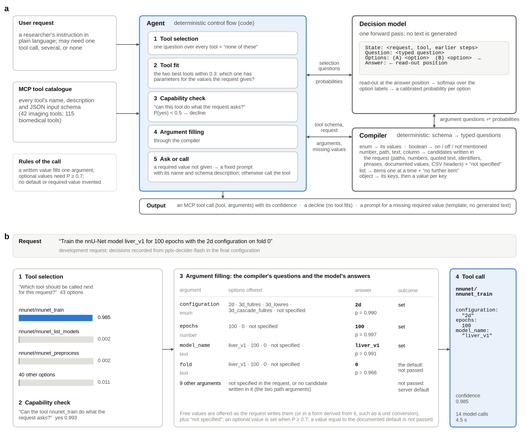 a
User request
a researcher's instruction in
plain language; may need one
tool call, several, or none
MCP tool catalogue
every tool's name, description
and JSON input schema
(42 imaging tools; 115
biomedical tools)
Rules of the call
a written value fills one argument;
optional values need P ≥ 0.7;
no default or required value invented
Agent deterministic control flow (code)
1 Tool selection
one question over every tool + "none of these"
2 Tool fit
the two best tools within 0.3: which one has
parameters for the values the request gives?
3 Capability check
"can this tool do what the request asks?"
P(yes) < 0.5 → decline
4 Argument filling
through the compiler
5 Ask or call
a required value not given → a fixed prompt
with its name and schema description; otherwise call the tool
selection
questions
probabilities
tool schema,
request
arguments,
missing values
Decision model
one forward pass; no text is generated
State: <request, tool, earlier steps>
Question: <typed question>
Options: (A) <option> (B) <option> …
Answer: ← read-out position
read-out at the answer position → softmax over the
option labels → a calibrated probability per option
argument questions ⇄ probabilities
Compiler deterministic: schema → typed questions
enum → its values · boolean → on / off / not mentioned
number, path, text, column → candidates written in
the request (paths, numbers, quoted text, identifiers,
phrases, documented values, CSV headers) + "not specified"
list → items one at a time + "no further item"
object → its keys, then a value per key
Output an MCP tool call (tool, arguments) with its confidence · a decline (no tool fits) · a prompt for a missing required value (template, no generated text)
b
Request "Train the nnU-Net model liver_v1 for 100 epochs with the 2d configuration on fold 0"
1 Tool selection
"Which tool should be called next
for this request?" 43 options
nnunet/nnunet_train
0.985
nnunet/nnunet_list_models
0.002
nnunet/nnunet_preprocess
0.002
40 other options
0.011
2 Capability check
"Can the tool nnunet_train do what the
request asks?" yes 0.993
3 Argument filling: the compiler's questions and the model's answers
argument options offered answer outcome
configuration 2d · 3d_fullres · 3d_lowres · 2d set
enum 3d_cascade_fullres · not specified p = 0.990
epochs 100 · 0 · not specified 100 set
number p = 0.997
model_name liver_v1 · 100 · 0 · not specified liver_v1 set
text p = 0.991
fold liver_v1 · 100 · 0 · not specified 0 the default:
text p = 0.966 not passed
9 other arguments not specified in the request, or no candidate not passed:
written in it (the two path arguments) server default
Free values are offered as the request writes them (or in a form derived from it, such as a unit conversion),
plus "not specified"; an optional value is set when P ≥ 0.7; a value equal to the documented default is not passed.
4 Tool call
nnunet/
nnunet_train
configuration:
"2d"
epochs:
100
model_name:
"liver_v1"
confidence
0.985
14 model calls
4.5 s